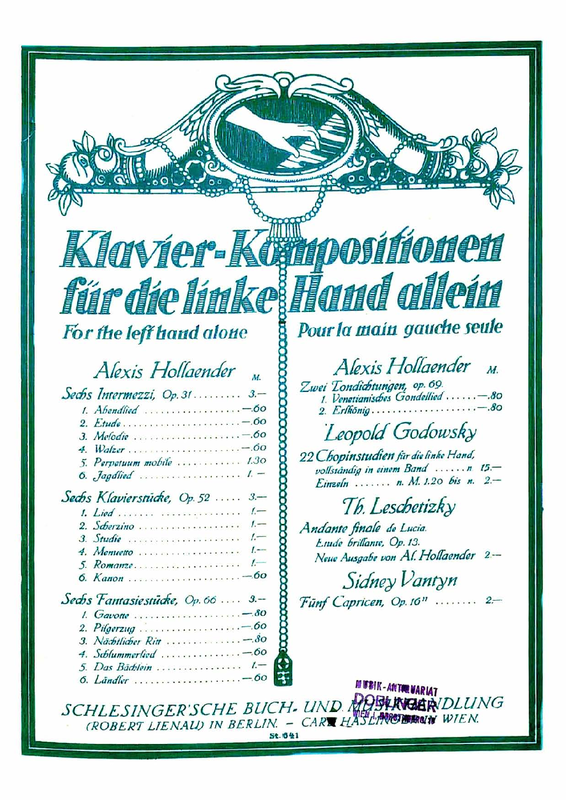 Klavier-Kompositionen
für die linke Hand allein
For the left hand alone
Pour la main gauche seule
Alexis Hollaender M.
Sechs Intermezzi, Op. 31 ........ 3.—
1. Abendlied ............ —.60
2. Etude ............ —.60
3. Melodie ............ —.60
4. Walzer ............ —.60
5. Perpetuum mobile ........ 1.30
6. Jagdlied ............ 1.—
Sechs Klavierstücke, Op. 52 ..... 3.—
1. Lied ............ 1.—
2. Scherzino ............ 1.—
3. Studie ............ 1.—
4. Menuetto ............ 1.—
5. Romanze ............ 1.—
6. Kanon ............ —.60
Sechs Fantasiestücke, Op. 66 .... 3.—
1. Gavotte ............ —.80
2. Pilgerzug ............ —.60
3. Nächtlicher Ritt ........ —.80
4. Schlummerlied ........ —.60
5. Das Bächlein ........ 1.—
6. Ländler ............ —.60
Alexis Hollaender M.
Zwei Tondichtungen, op. 69.
1. Venetianisches Gondellied ...... —.80
2. Erlkönig ............ —.80
Leopold Godowsky
22 Chopinstudien für die linke Hand,
vollständig in einem Band ..... n 15.—
Einzeln ....... n. M. 1.20 bis n. 2.—
Th. Leschetizky
Andante finale de Lucia.
Etude brillante, Op. 13.
Neue Ausgabe von Al. Hollaender 2.—
Sidney Vantyn
Fünf Capricen, Op. 16 II ........ 2.—
MUSIK-ANTIQUARIAT
DOBLINGER
SCHLESINGER'SCHE BUCH- UND MUSIKHANDLUNG
(ROBERT LIENAU) IN BERLIN. – CARL HASLINGER IN WIEN.
St. 641